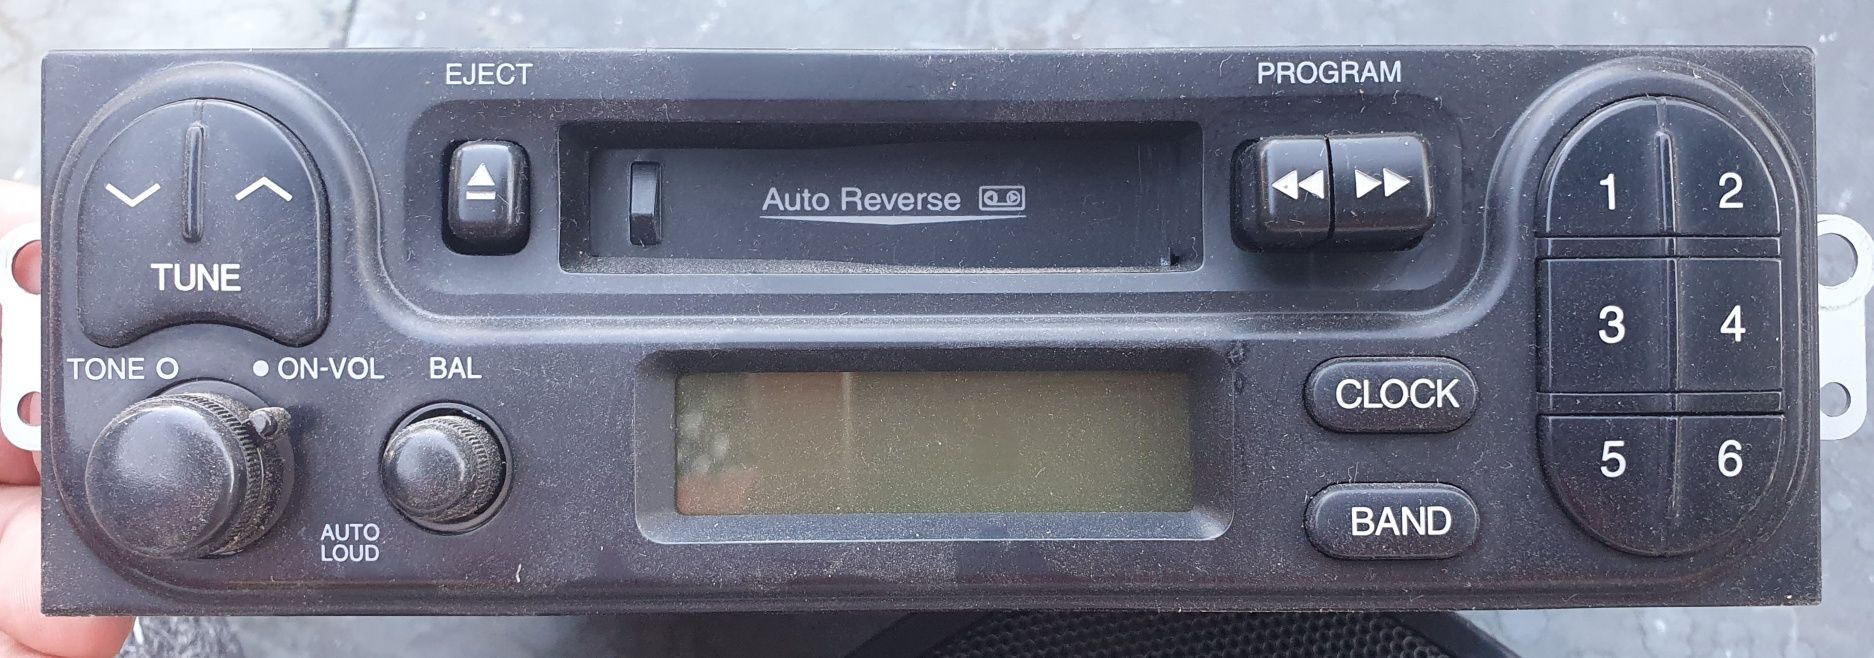 EJECT
PROGRAM
TUNE
Auto Reverse
1
2
3
4
5
6
TONE
ON-VOL
BAL
CLOCK
AUTO
LOUD
BAND